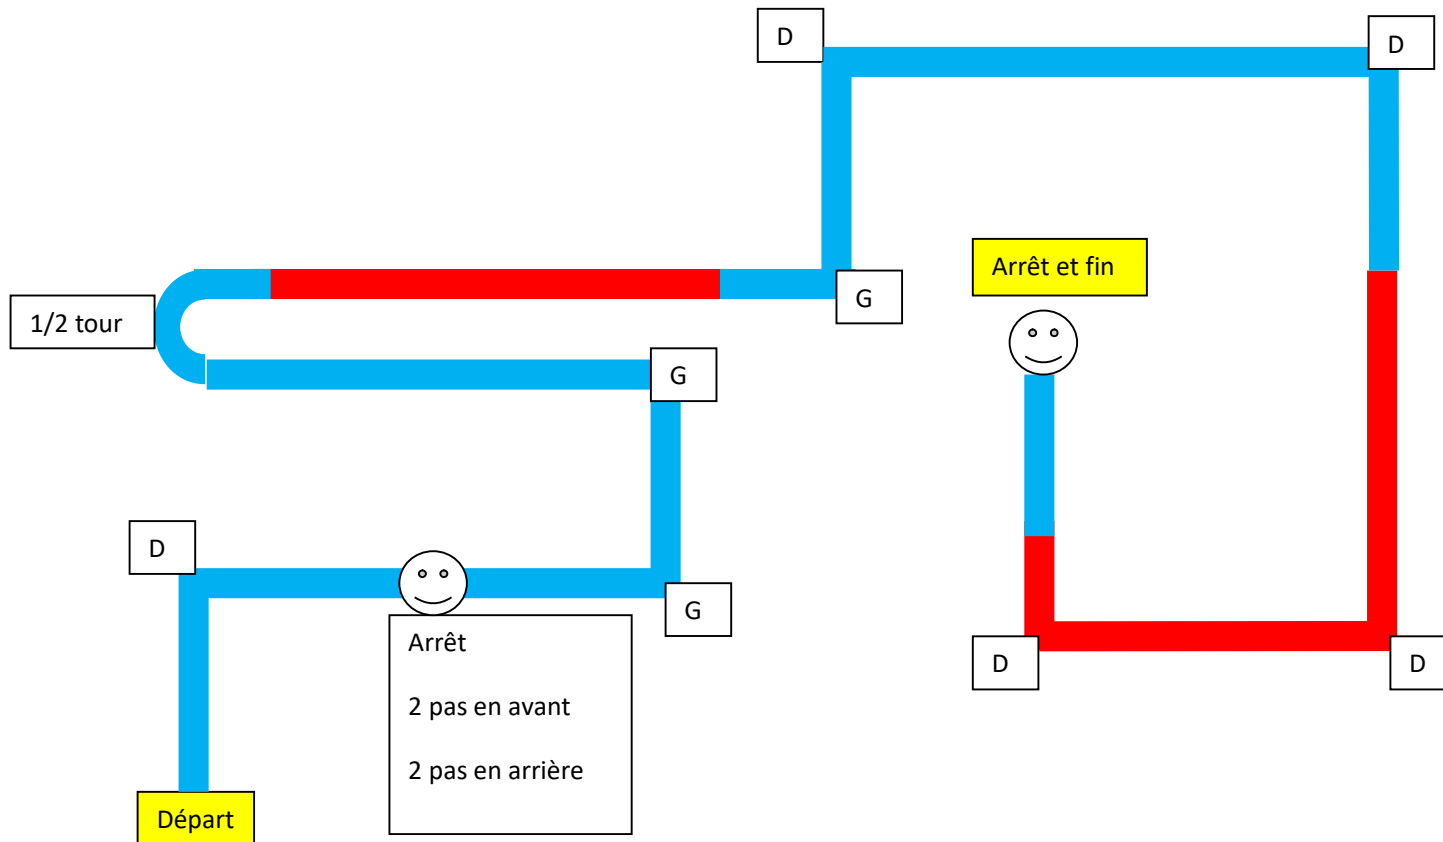 D
D
Arrêt et fin
G
1/2 tour
G
D
G
Arrêt
2 pas en avant
2 pas en arrière
D
D
Départ